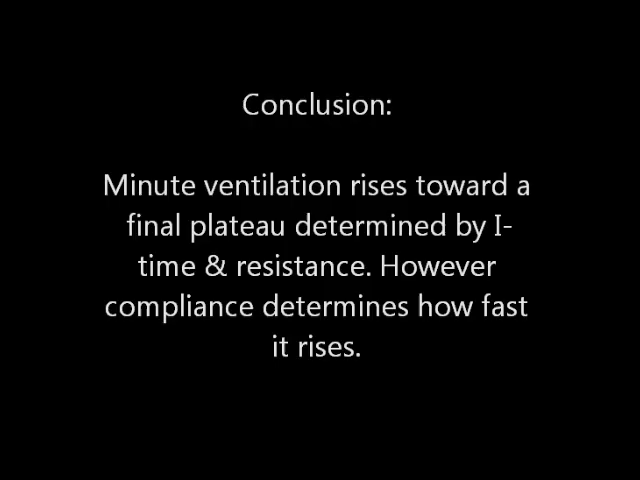 Conclusion:
Minute ventilation rises toward a
final plateau determined by I-
time & resistance. However
compliance determines how fast
it rises.